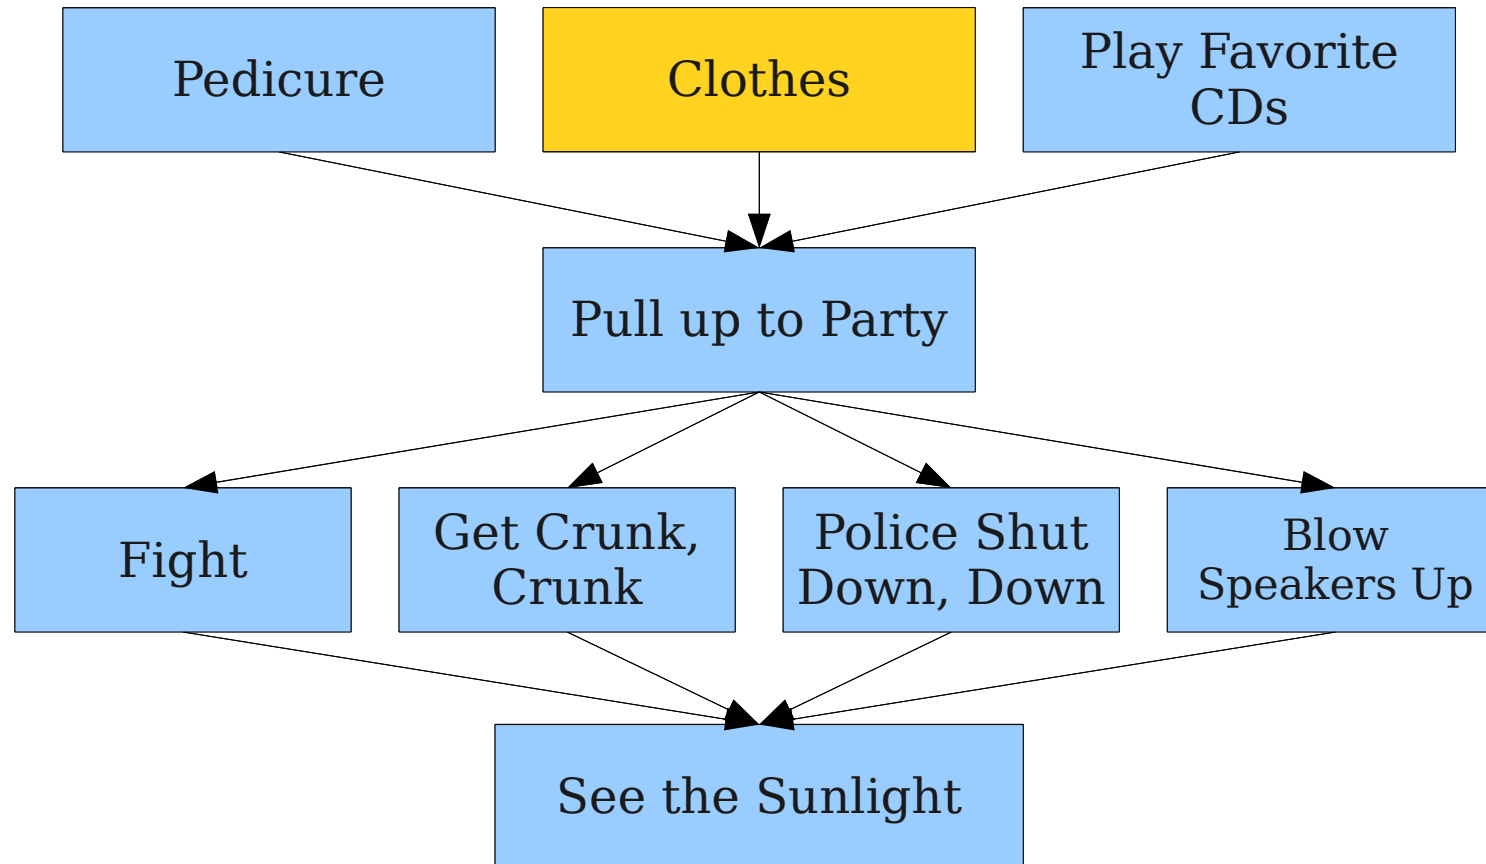 Pedicure
Clothes
Play Favorite
CDs
Pull up to Party
Fight
Get Crunk,
Crunk
Police Shut
Down, Down
Blow
Speakers Up
See the Sunlight